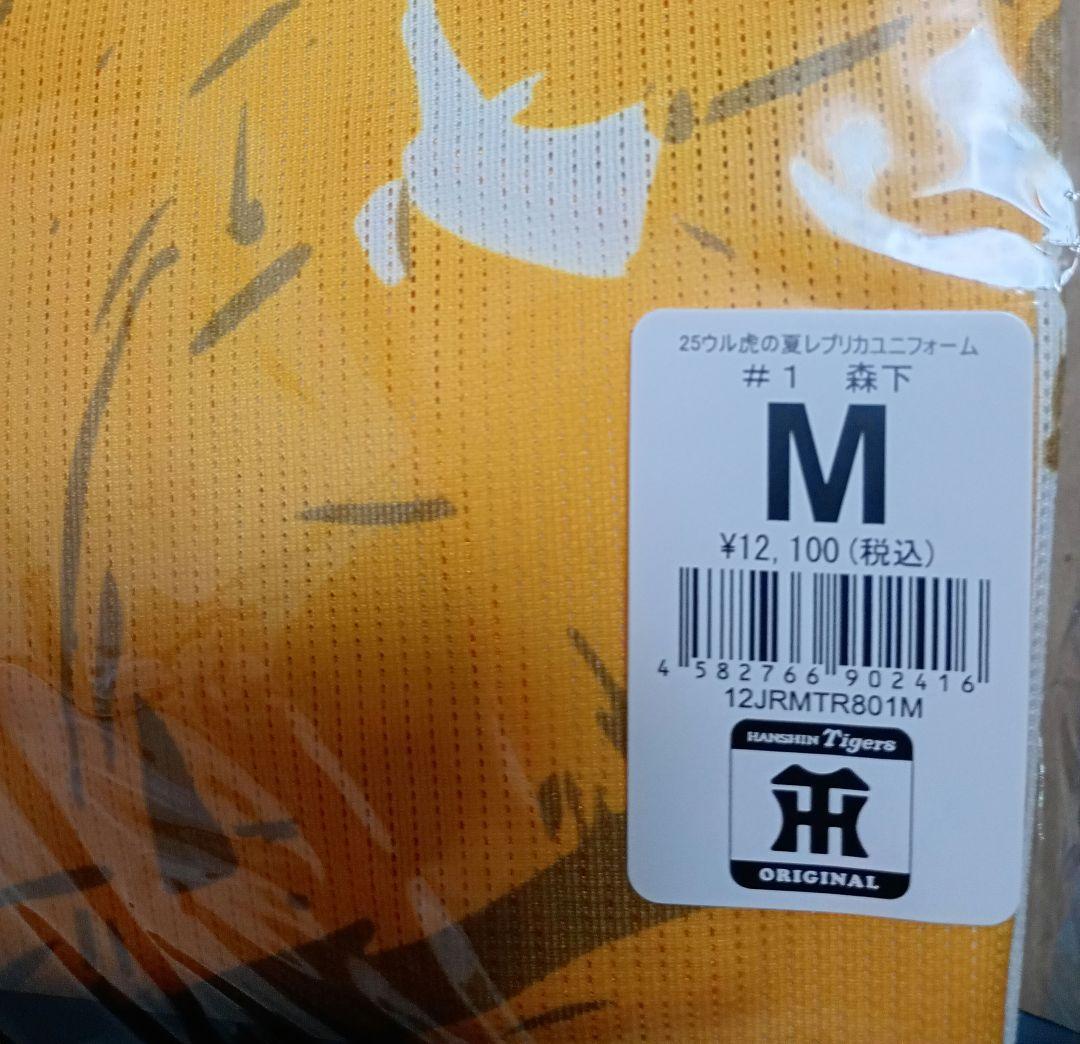 25ウル虎の夏レプリカユニフォーム
#1 森下
M
¥12,100(税込)
4 582766 902416
12JRMTR801M
HANSHIN Tigers
TH
ORIGINAL